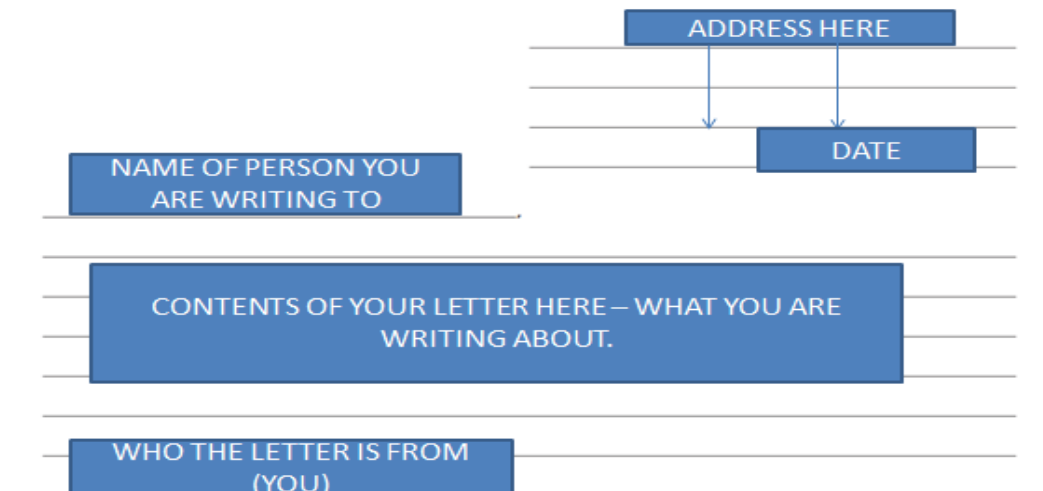 ADDRESS HERE
DATE
NAME OF PERSON YOU
ARE WRITING TO
CONTENTS OF YOUR LETTER HERE – WHAT YOU ARE
WRITING ABOUT.
WHO THE LETTER IS FROM
(YOU)